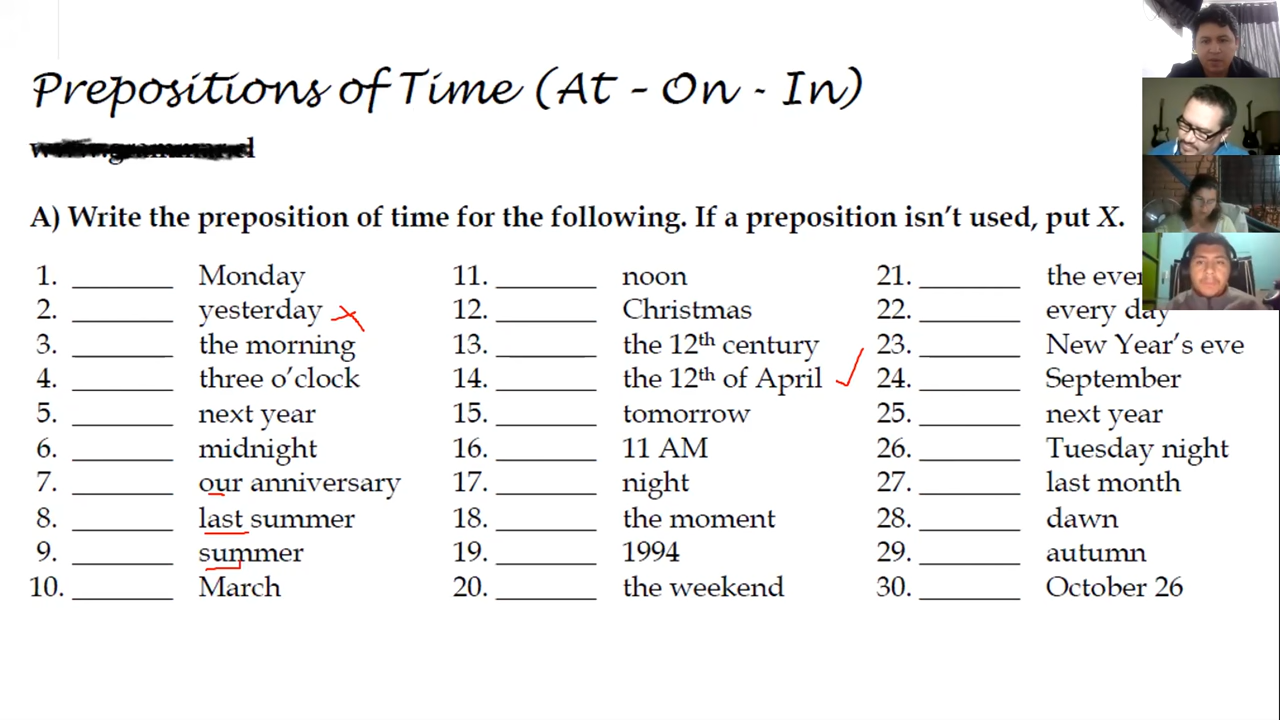 Prepositions of Time (At – On - In)
A) Write the preposition of time for the following. If a preposition isn't used, put X.
1. ________ Monday
2. ________ yesterday
3. ________ the morning
4. ________ three o'clock
5. ________ next year
6. ________ midnight
7. ________ our anniversary
8. ________ last summer
9. ________ summer
10. ________ March
11. ________ noon
12. ________ Christmas
13. ________ the 12th century
14. ________ the 12th of April
15. ________ tomorrow
16. ________ 11 AM
17. ________ night
18. ________ the moment
19. ________ 1994
20. ________ the weekend
21. ________ the
22. ________ every day
23. ________ New Year's eve
24. ________ September
25. ________ next year
26. ________ Tuesday night
27. ________ last month
28. ________ dawn
29. ________ autumn
30. ________ October 26